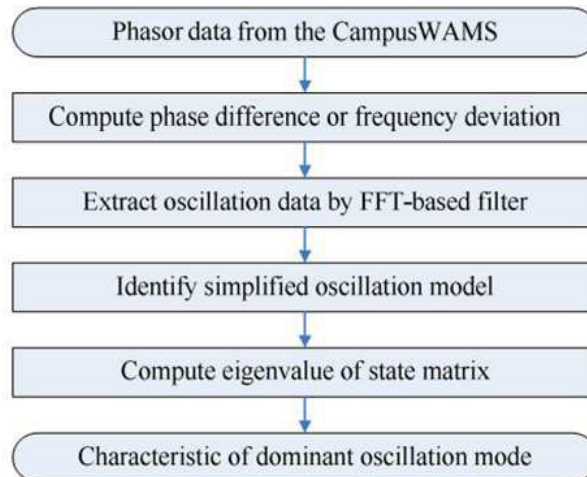 Phasor data from the CampusWAMS
Compute phase difference or frequency deviation
Extract oscillation data by FFT-based filter
Identify simplified oscillation model
Compute eigenvalue of state matrix
Characteristic of dominant oscillation mode